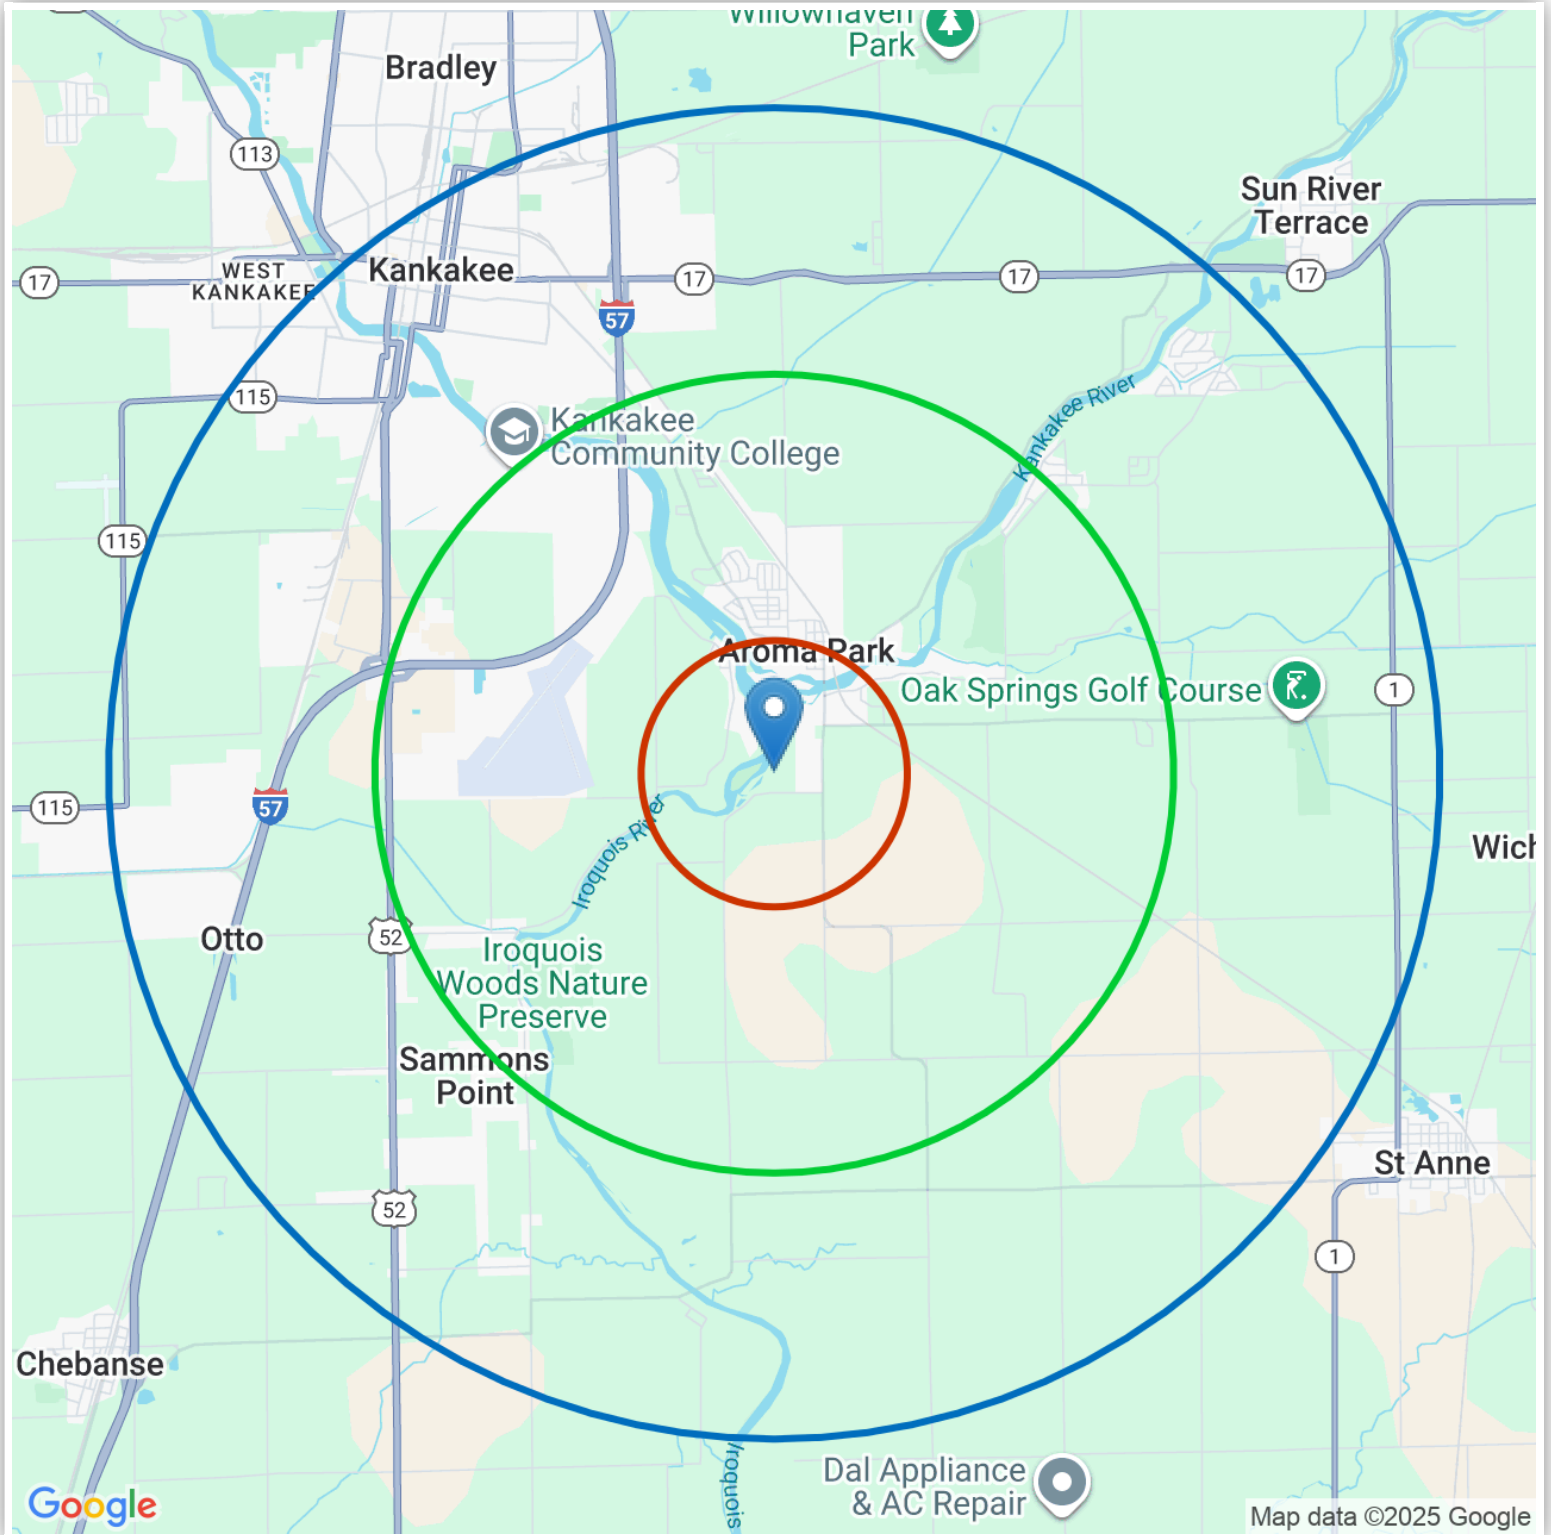 Willowhaven
Park
Bradley
113
Sun River
Terrace
WEST
KANKAKEE
Kankakee
17
17
17
17
57
115
Kankakee
Community College
Kankakee River
115
Aroma Park
Oak Springs Golf Course
1
57
115
Iroquois River
Wich
Otto
52
Iroquois
Woods Nature
Preserve
Sammons
Point
St Anne
52
1
Chebanse
Iroquois
Dal Appliance
& AC Repair
Google
Map data ©2025 Google